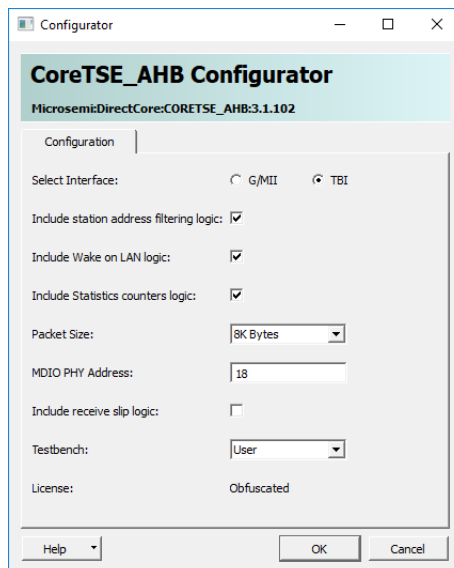 Configurator
CoreTSE_AHB Configurator
Microsemi:DirectCore:CORETSE_AHB:3.1.102
Configuration
Select Interface: G/MII TBI
Include station address filtering logic:
Include Wake on LAN logic:
Include Statistics counters logic:
Packet Size: 8K Bytes
MDIO PHY Address: 18
Include receive slip logic:
Testbench: User
License: Obfuscated
Help OK Cancel